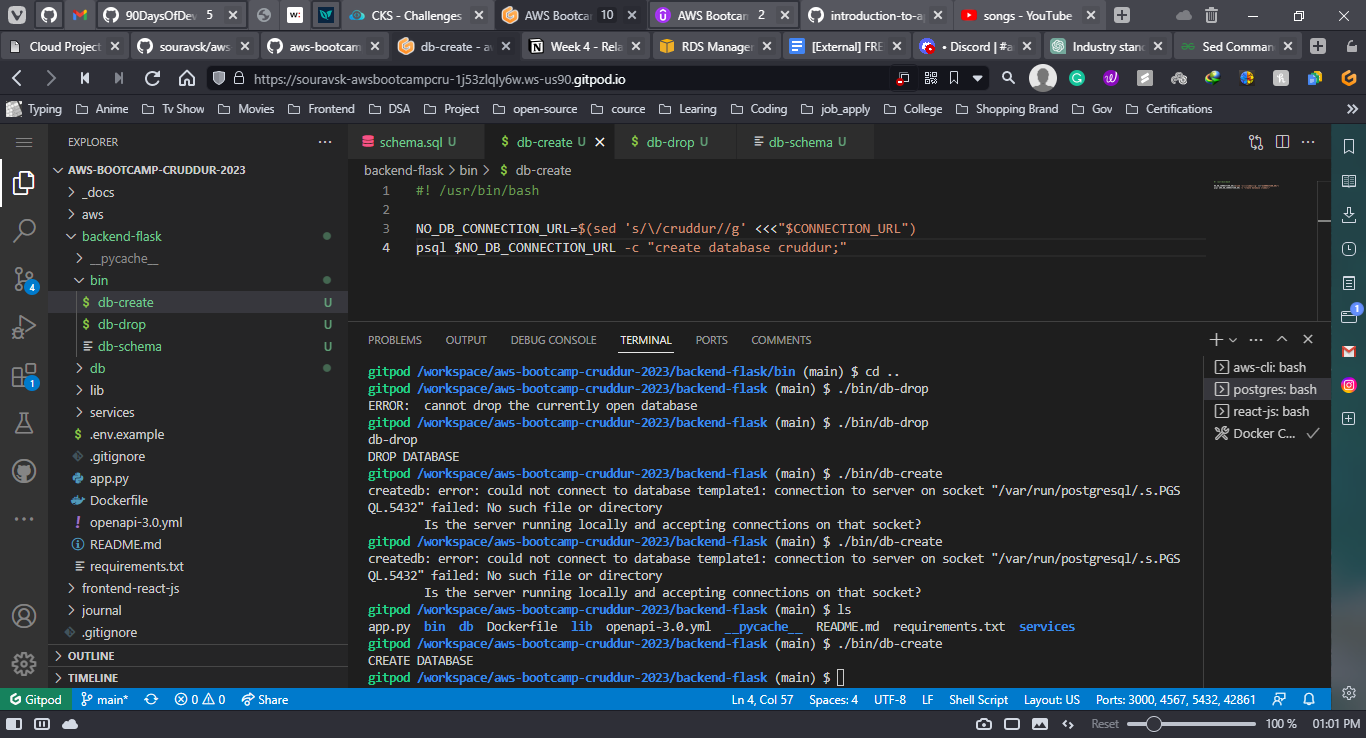 90DaysOfDev 5
w:
CKS - Challenges
AWS Bootcam 10
AWS Bootcam 2
introduction-to-ap
songs - YouTube
Cloud Project
souravsk/aws
aws-bootcam
db-create - aw
Week 4 - Rela
RDS Manager
[External] FRE
• Discord | #a
Industry stan
Sed Comman
https://souravsk-awsbootcampcru-1j53zlqly6w.ws-us90.gitpod.io
Typing
Anime
Tv Show
Movies
Frontend
DSA
Project
open-source
cource
Learing
Coding
job_apply
College
Shopping Brand
Gov
Certifications
EXPLORER
AWS-BOOTCAMP-CRUDDUR-2023
_docs
aws
backend-flask
__pycache__
bin
$ db-create U
$ db-drop U
db-schema U
db
lib
services
$ .env.example
.gitignore
app.py
Dockerfile
! openapi-3.0.yml
README.md
requirements.txt
frontend-react-js
journal
.gitignore
OUTLINE
TIMELINE
4
1
schema.sql U
$ db-create U
$ db-drop U
db-schema U
backend-flask > bin > $ db-create
1 #! /usr/bin/bash
2
3 NO_DB_CONNECTION_URL=$(sed 's/\/cruddur//g' <<<"$CONNECTION_URL")
4 psql $NO_DB_CONNECTION_URL -c "create database cruddur;"
PROBLEMS OUTPUT DEBUG CONSOLE TERMINAL PORTS COMMENTS
gitpod /workspace/aws-bootcamp-cruddur-2023/backend-flask/bin (main) $ cd ..
gitpod /workspace/aws-bootcamp-cruddur-2023/backend-flask (main) $ ./bin/db-drop
ERROR:  cannot drop the currently open database
gitpod /workspace/aws-bootcamp-cruddur-2023/backend-flask (main) $ ./bin/db-drop
db-drop
DROP DATABASE
gitpod /workspace/aws-bootcamp-cruddur-2023/backend-flask (main) $ ./bin/db-create
createdb: error: could not connect to database template1: connection to server on socket "/var/run/postgresql/.s.PGS
QL.5432" failed: No such file or directory
Is the server running locally and accepting connections on that socket?
gitpod /workspace/aws-bootcamp-cruddur-2023/backend-flask (main) $ ./bin/db-create
createdb: error: could not connect to database template1: connection to server on socket "/var/run/postgresql/.s.PGS
QL.5432" failed: No such file or directory
Is the server running locally and accepting connections on that socket?
gitpod /workspace/aws-bootcamp-cruddur-2023/backend-flask (main) $ ls
app.py bin db Dockerfile lib openapi-3.0.yml __pycache__ README.md requirements.txt services
gitpod /workspace/aws-bootcamp-cruddur-2023/backend-flask (main) $ ./bin/db-create
CREATE DATABASE
gitpod /workspace/aws-bootcamp-cruddur-2023/backend-flask (main) $
aws-cli: bash
postgres: bash
react-js: bash
Docker C...
1
Gitpod main* 0 0 Share
Ln 4, Col 57 Spaces: 4 UTF-8 LF Shell Script Layout: US Ports: 3000, 4567, 5432, 42861
Reset 100 % 01:01 PM